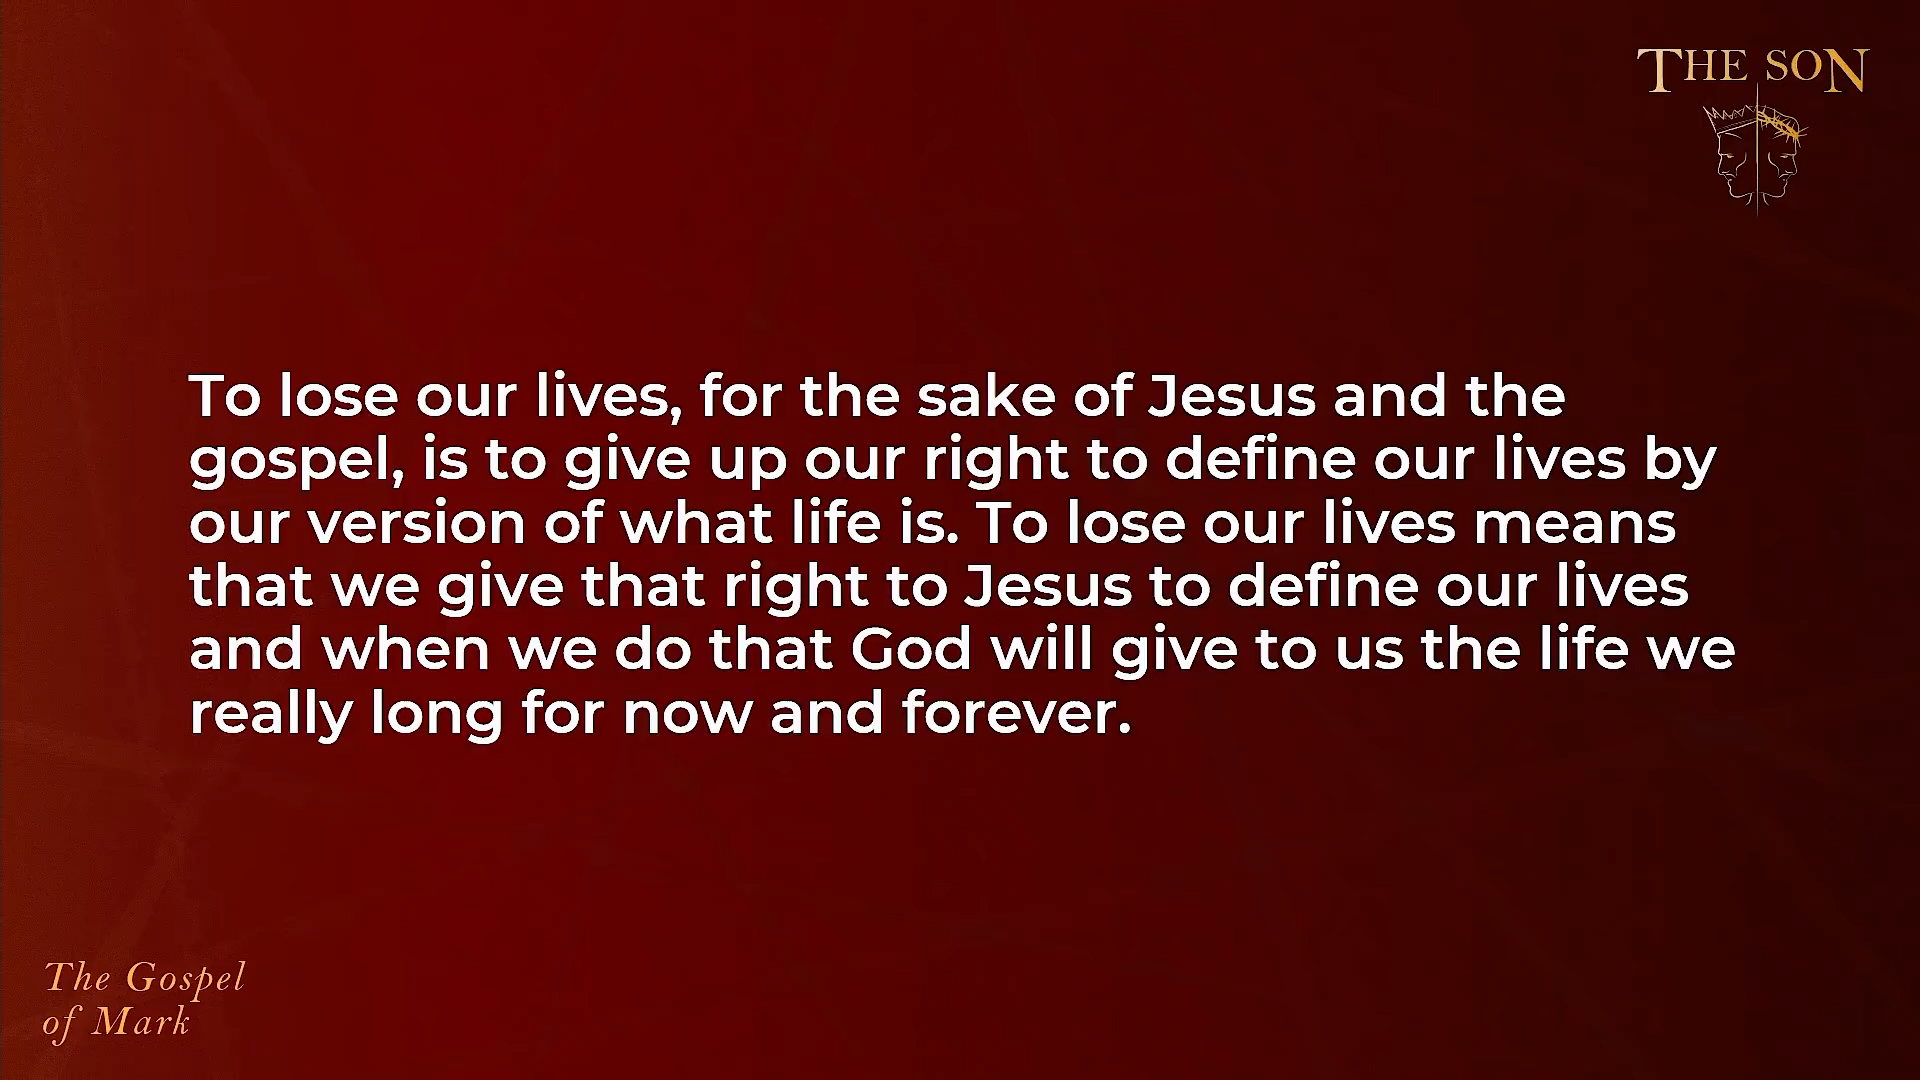 THE SON
To lose our lives, for the sake of Jesus and the
gospel, is to give up our right to define our lives by
our version of what life is. To lose our lives means
that we give that right to Jesus to define our lives
and when we do that God will give to us the life we
really long for now and forever.
The Gospel
of Mark